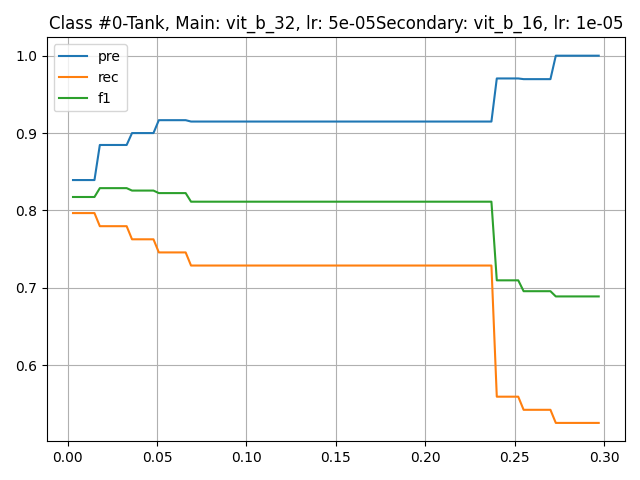 Class #0-Tank, Main: vit_b_32, lr: 5e-05Secondary: vit_b_16, lr: 1e-05
pre
rec
f1
1.0
0.9
0.8
0.7
0.6
0.00 0.05 0.10 0.15 0.20 0.25 0.30